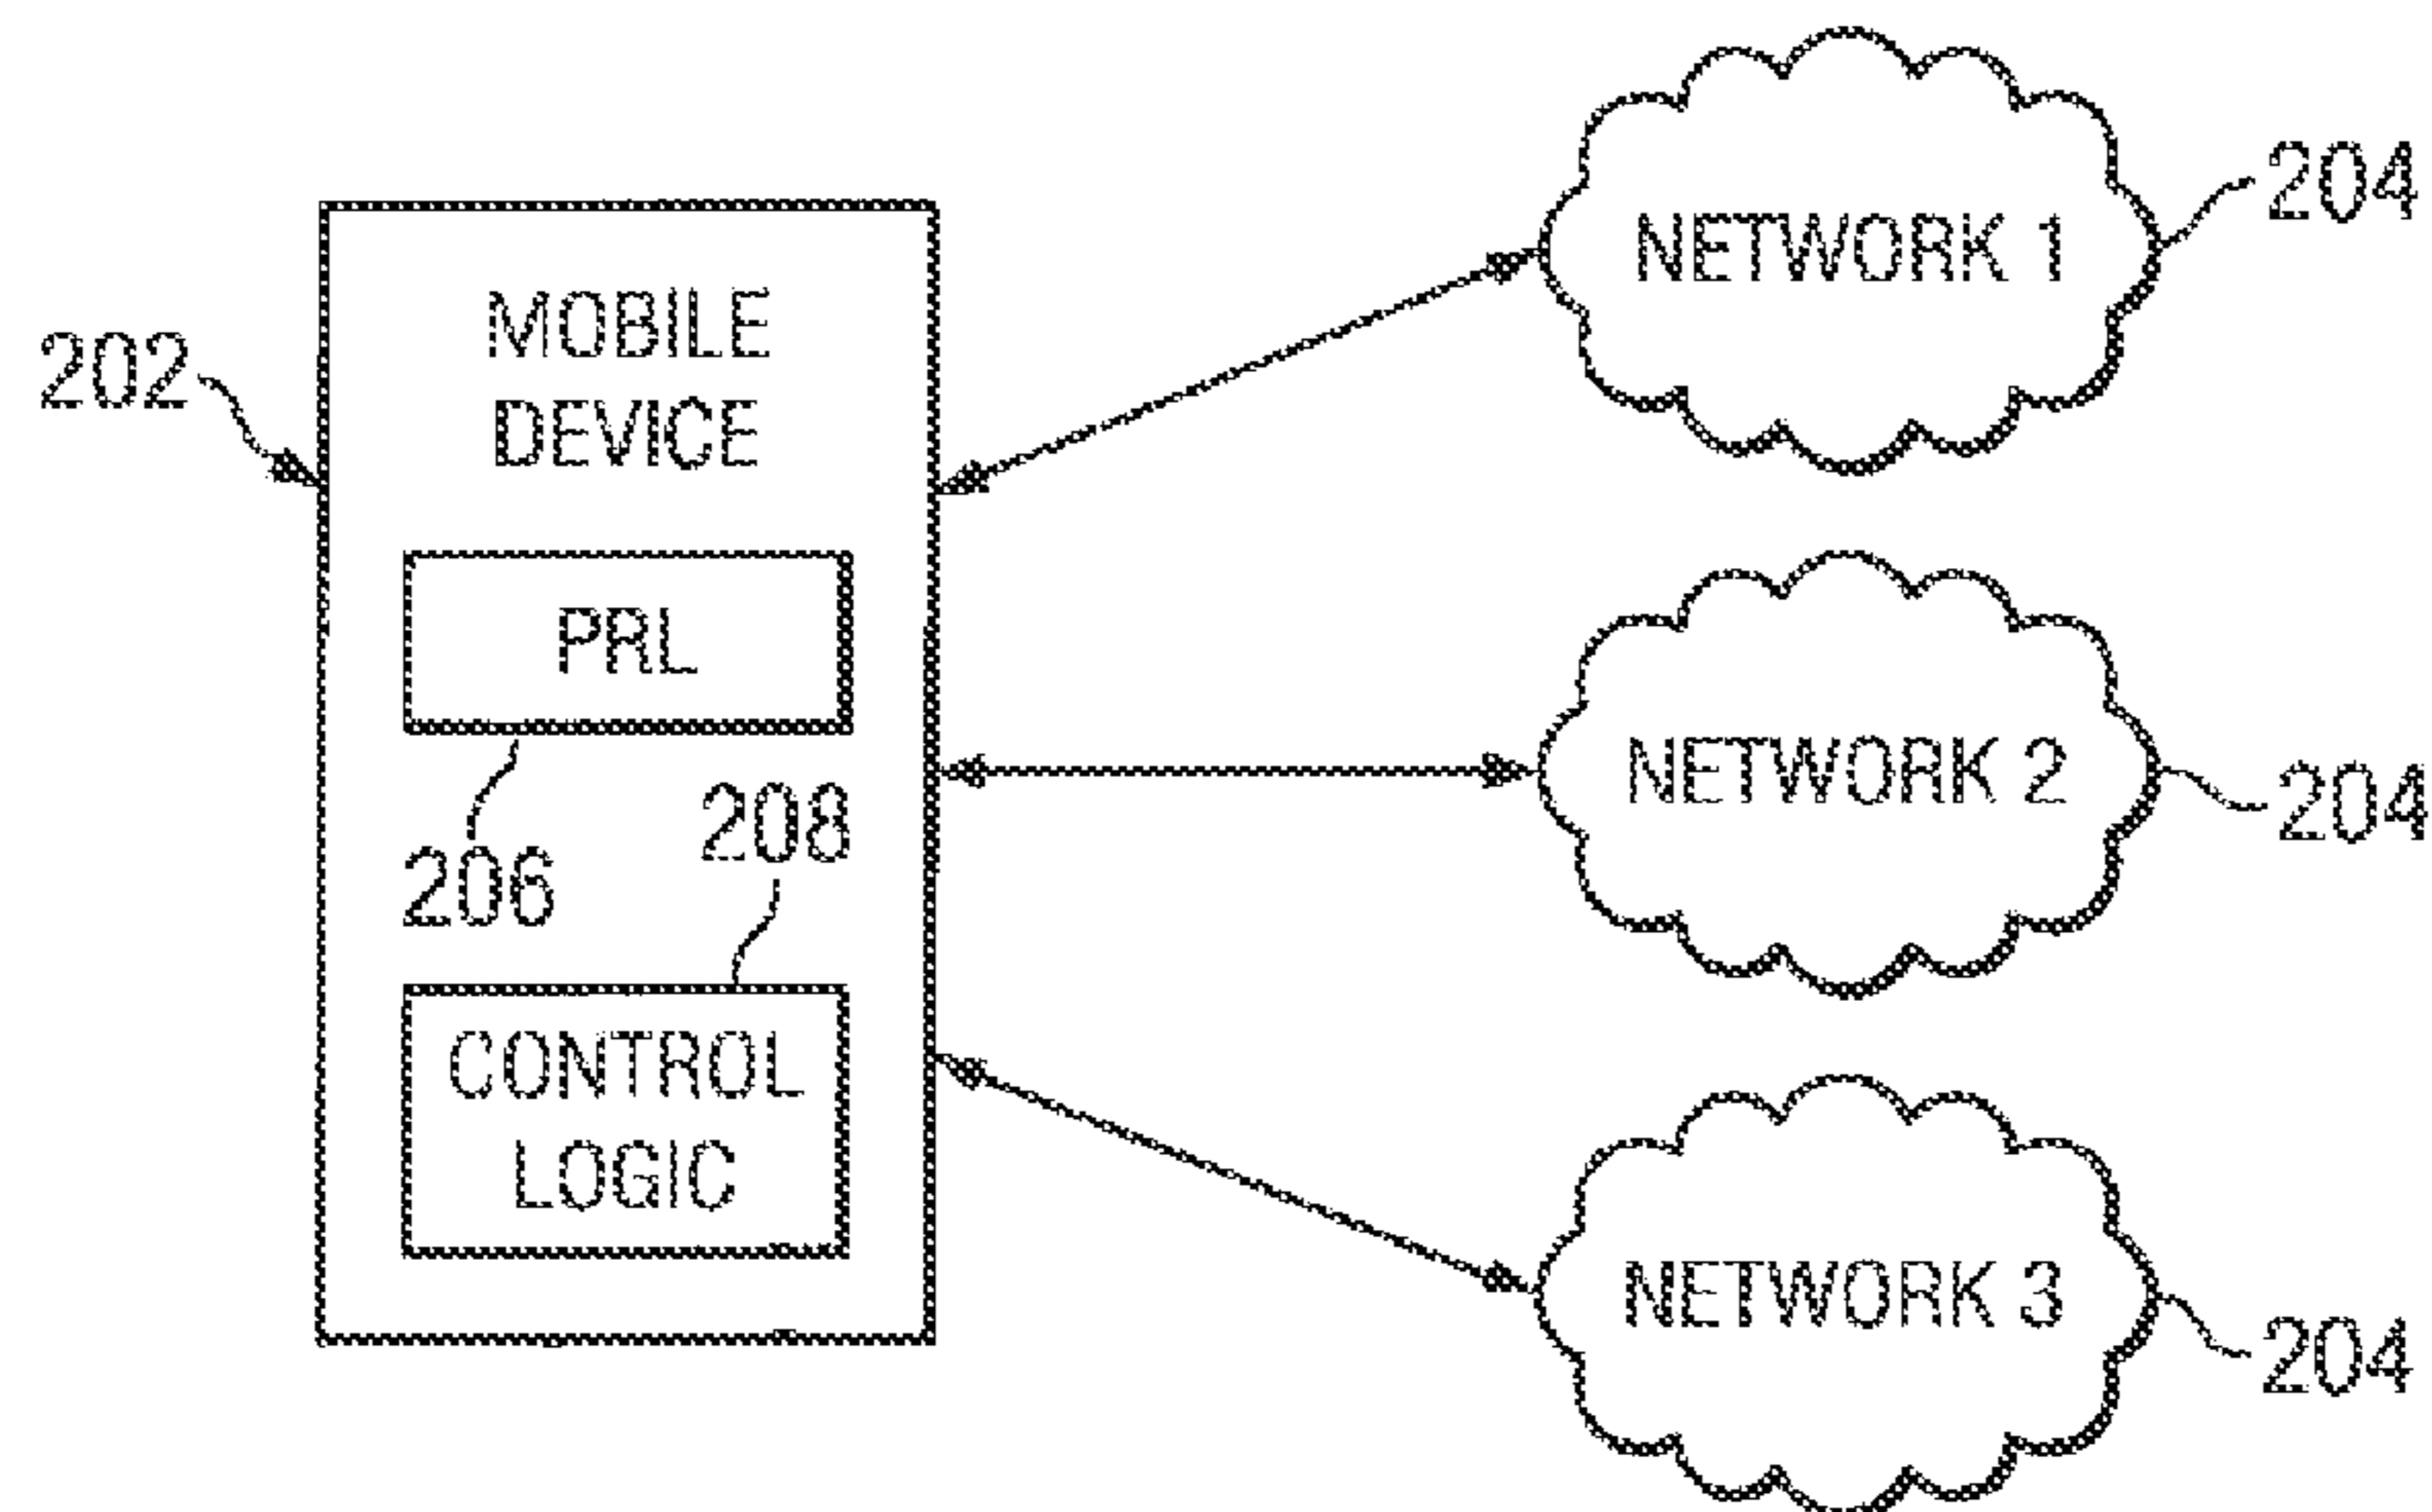 MOBILE
DEVICE
202
PRL
206
208
CONTROL
LOGIC
NETWORK 1
204
NETWORK 2
204
NETWORK 3
204